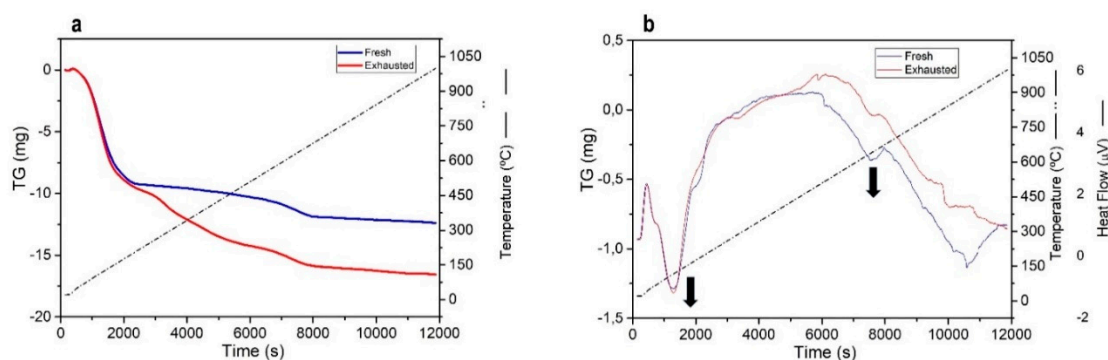 a
b
Fresh
Exhausted
0
-5
-10
-15
-20
TG (mg)
0 2000 4000 6000 8000 10000 12000
Time (s)
1050
900
750
600
450
300
150
0
Temperature (ºC)
Fresh
Exhausted
0,5
0,0
-0,5
-1,0
-1,5
TG (mg)
0 2000 4000 6000 8000 10000 12000
Time (s)
1050
900
750
600
450
300
150
0
Temperature (ºC)
6
4
2
0
-2
Heat Flow (μV)